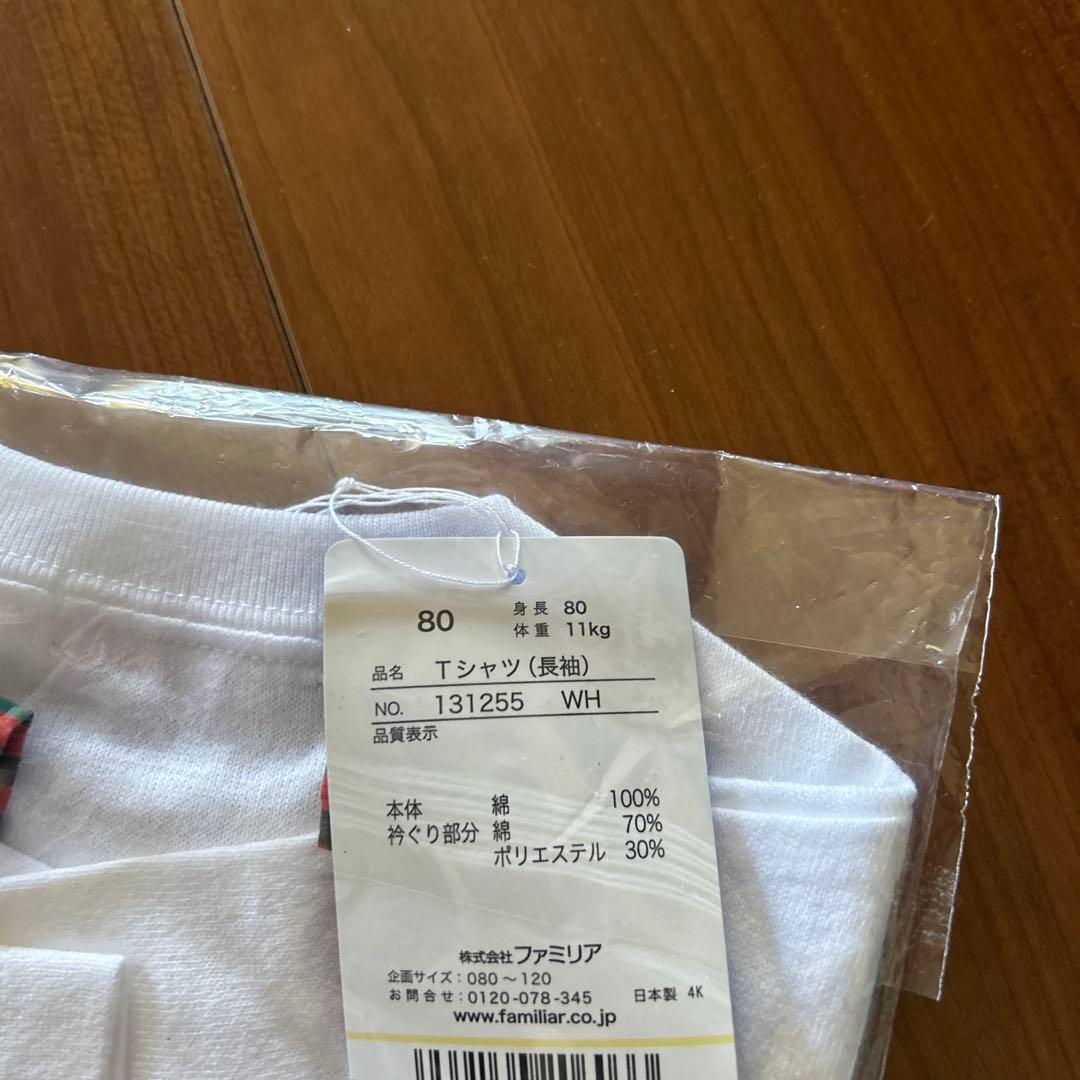 80
身長 80
体重 11kg
品名 Tシャツ(長袖)
NO. 131255 WH
品質表示
本体 綿 100%
衿ぐり部分 綿 70%
ポリエステル 30%
株式会社ファミリア
企画サイズ:080~120
お問合せ:0120-078-345 日本製 4K
www.familiar.co.jp